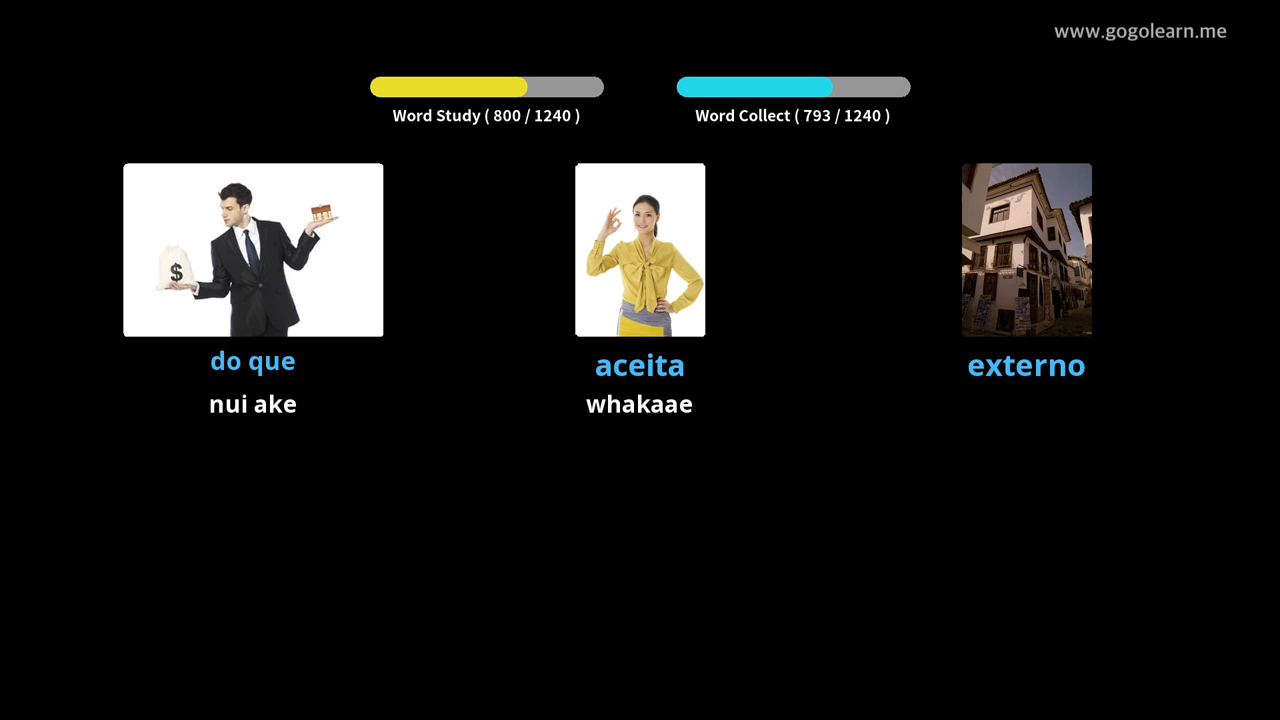 www.gogolearn.me
Word Study ( 800 / 1240 )
Word Collect ( 793 / 1240 )
$
do que
aceita
externo
nui ake
whakaae